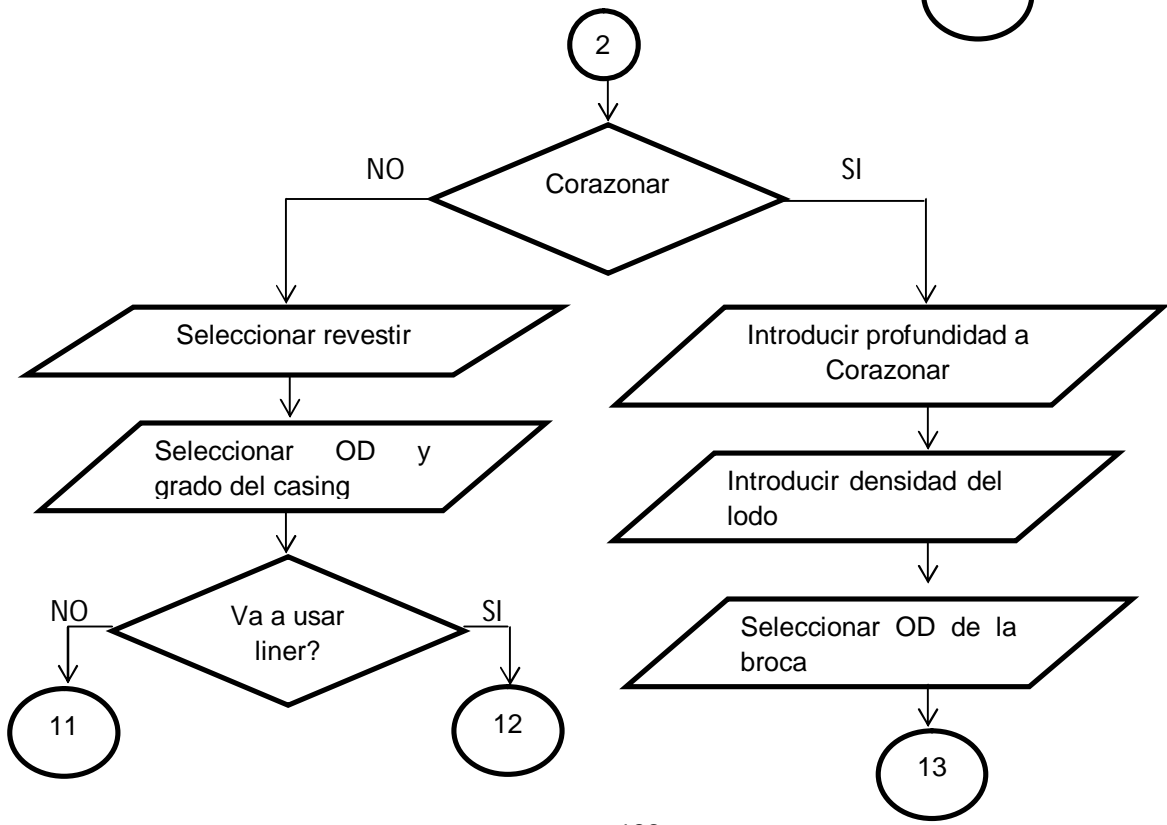 2
NO
Corazonar
SI
Seleccionar revestir
Introducir profundidad a
Corazonar
Seleccionar OD y
grado del casing
Introducir densidad del
lodo
NO
Va a usar
liner?
SI
Seleccionar OD de la
broca
11
12
13